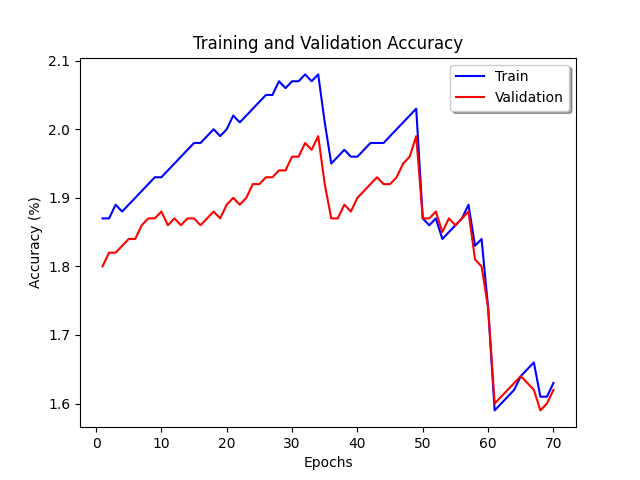 Training and Validation Accuracy
Train
Validation
Accuracy (%)
2.1
2.0
1.9
1.8
1.7
1.6
0 10 20 30 40 50 60 70
Epochs